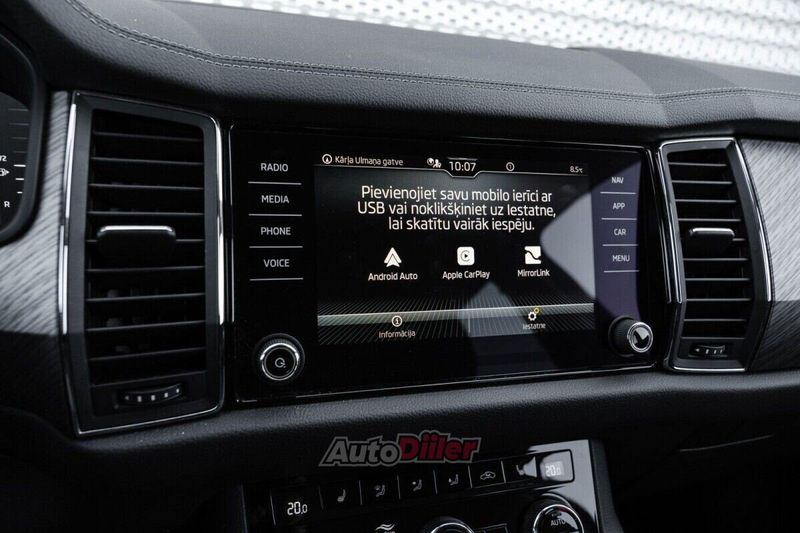 RADIO
MEDIA
PHONE
VOICE
Kārļa Ulmaņa gatve
10:07
8.5°C
Pievienojiet savu mobilo ierīci ar
USB vai noklikšķiniet uz Iestatne,
lai skatītu vairāk iespēju.
Android Auto
Apple CarPlay
MirrorLink
Informācija
Iestatne
NAV
APP
CAR
MENU
AutoDiiler
20.0
20.0
AUTO
R